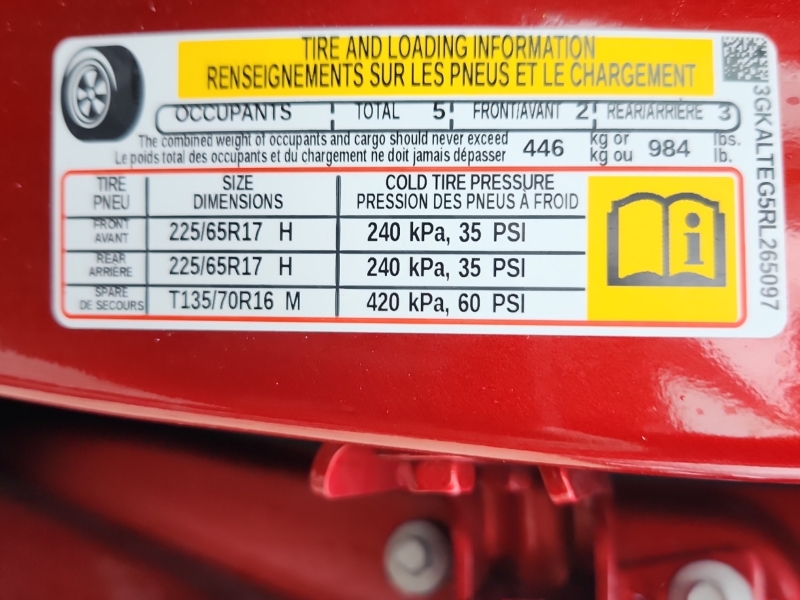 TIRE AND LOADING INFORMATION
RENSEIGNEMENTS SUR LES PNEUS ET LE CHARGEMENT
OCCUPANTS TOTAL 5 FRONT/AVANT 2 REAR/ARRIÈRE 3
The combined weight of occupants and cargo should never exceed 446 kg or 984 lbs.
Le poids total des occupants et du chargement ne doit jamais dépasser kg ou lb.
TIRE SIZE COLD TIRE PRESSURE
PNEU DIMENSIONS PRESSION DES PNEUS À FROID
FRONT
AVANT 225/65R17 H 240 kPa, 35 PSI
REAR
ARRIÈRE 225/65R17 H 240 kPa, 35 PSI
SPARE
DE SECOURS T135/70R16 M 420 kPa, 60 PSI
i
3GKALTEG5RL265097